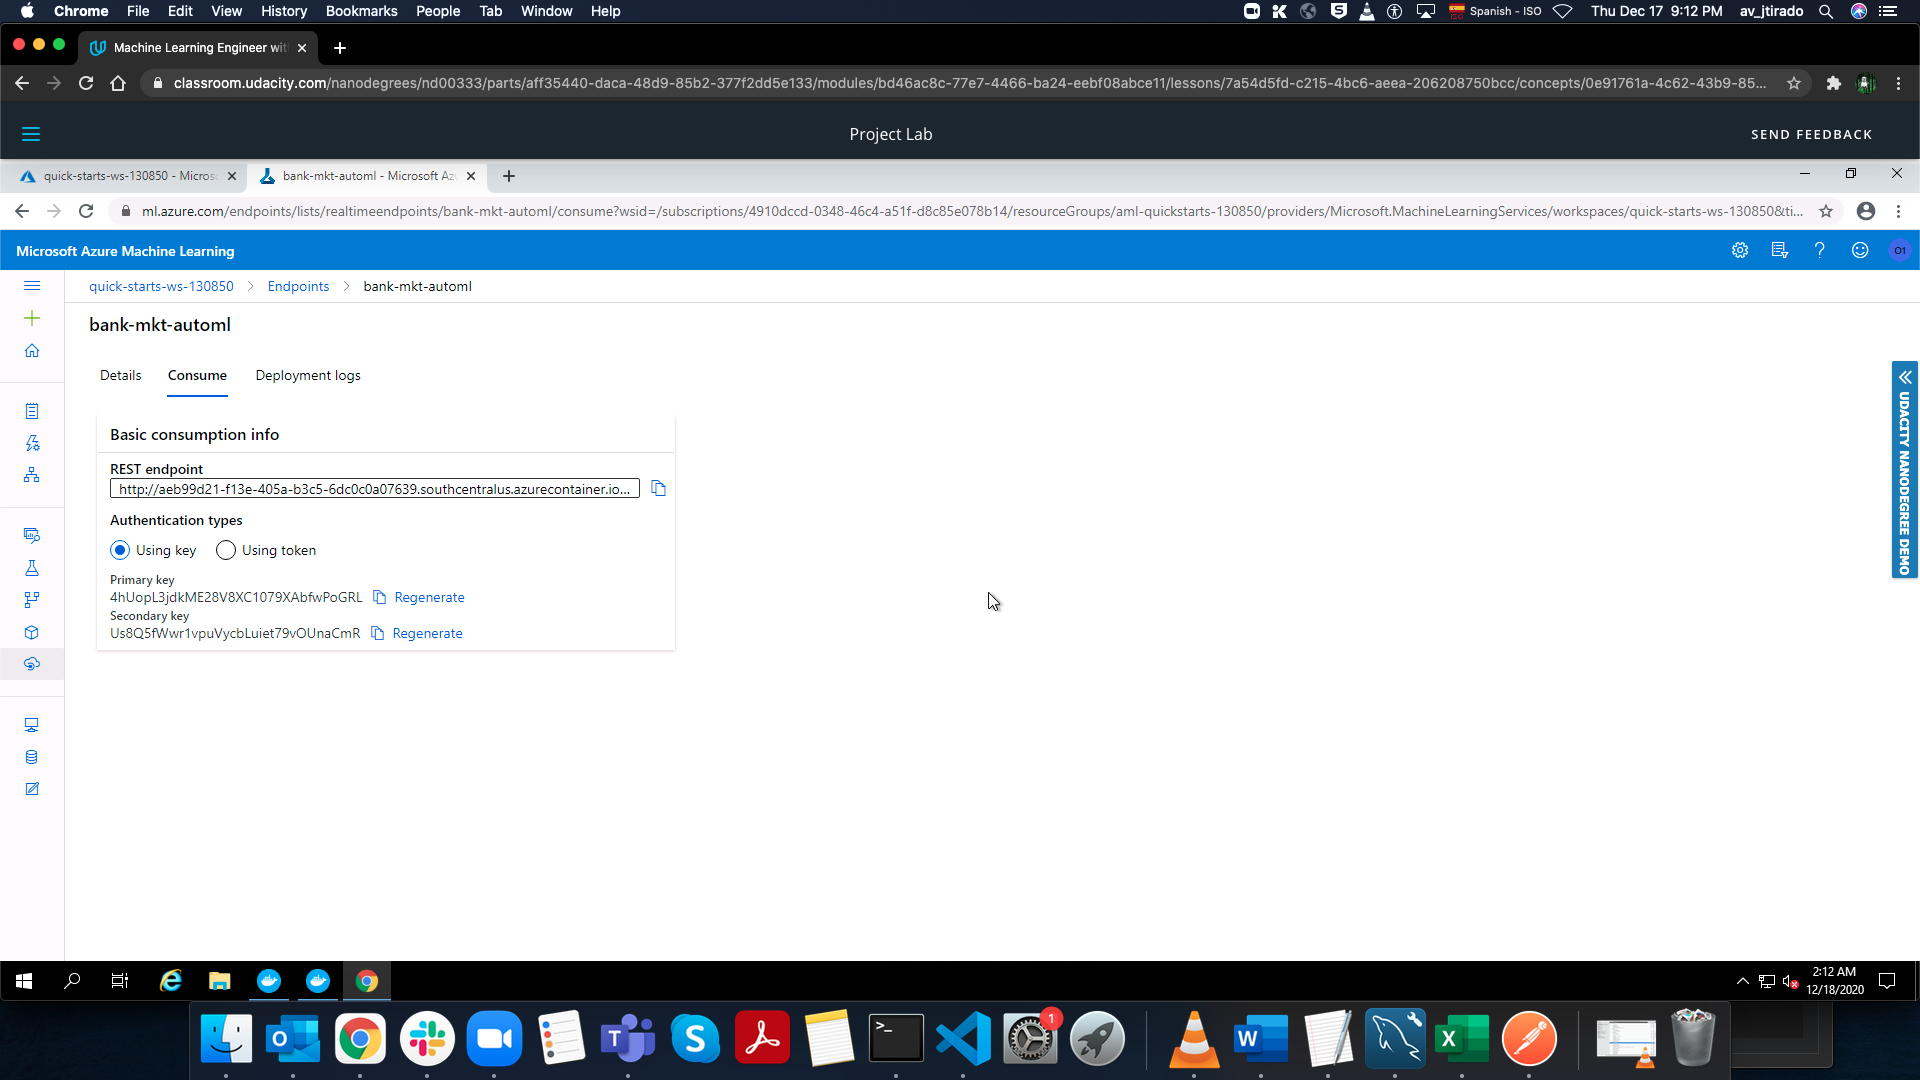 Chrome File Edit View History Bookmarks People Tab Window Help
Spanish - ISO Thu Dec 17 9:12 PM av_jtirado
Machine Learning Engineer wit
classroom.udacity.com/nanodegrees/nd00333/parts/aff35440-daca-48d9-85b2-377f2dd5e133/modules/bd46ac8c-77e7-4466-ba24-eebf08abce11/lessons/7a54d5fd-c215-4bc6-aeea-206208750bcc/concepts/0e91761a-4c62-43b9-85...
Project Lab
SEND FEEDBACK
quick-starts-ws-130850 - Micros
bank-mkt-automl - Microsoft Az
ml.azure.com/endpoints/lists/realtimeendpoints/bank-mkt-automl/consume?wsid=/subscriptions/4910dccd-0348-46c4-a51f-d8c85e078b14/resourceGroups/aml-quickstarts-130850/providers/Microsoft.MachineLearningServices/workspaces/quick-starts-ws-130850&ti...
Microsoft Azure Machine Learning
O1
quick-starts-ws-130850 > Endpoints > bank-mkt-automl
bank-mkt-automl
Details Consume Deployment logs
Basic consumption info
REST endpoint
http://aeb99d21-f13e-405a-b3c5-6dc0c0a07639.southcentralus.azurecontainer.io...
Authentication types
Using key Using token
Primary key
4hUopL3jdkME28V8XC1079XAbfwPoGRL Regenerate
Secondary key
Us8Q5fWwr1vpuVycbLuiet79vOUnaCmR Regenerate
UDACITY NANODEGREE DEMO
2:12 AM
12/18/2020
1